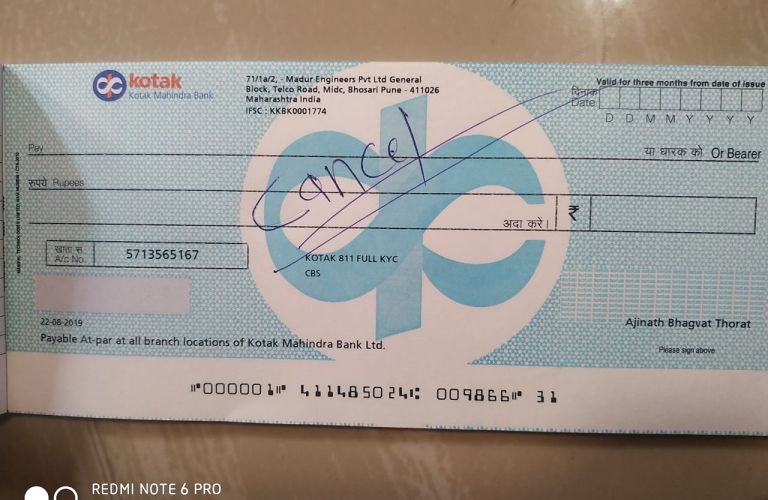 kotak
Kotak Mahindra Bank
71/1a/2, - Madur Engineers Pvt Ltd General
Block, Telco Road, Midc, Bhosari Pune - 411026
Maharashtra India
IFSC : KKBK0001774
Valid for three months from date of issue
दिनांक
Date
D D M M Y Y Y Y
Pay
या धारक को Or Bearer
Cancel
रुपये Rupees
अदा करें। ₹
खाता सं.
A/c No. 5713565167
KOTAK 811 FULL KYC
CBS
22-08-2019
Ajinath Bhagvat Thorat
Payable At-par at all branch locations of Kotak Mahindra Bank Ltd.
Please sign above
⑈000001⑈ 411485024⑆ 009866⑈ 31
REDMI NOTE 6 PRO